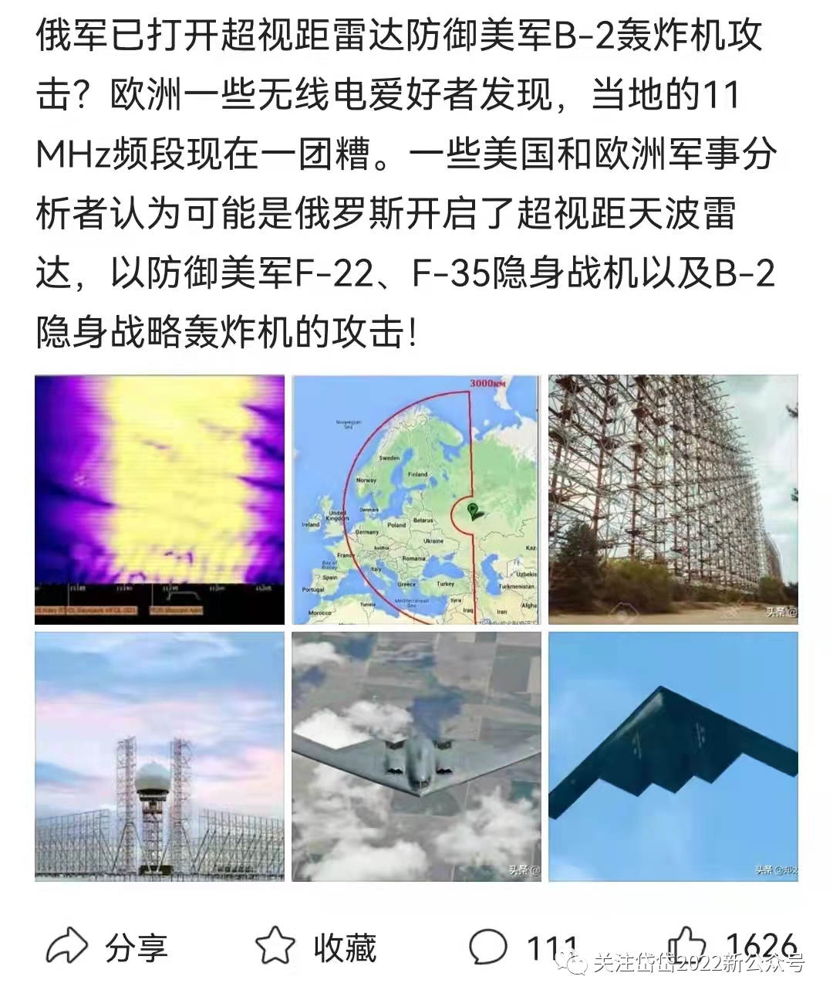 俄军已打开超视距雷达防御美军B-2轰炸机攻
击？欧洲一些无线电爱好者发现，当地的11
MHz频段现在一团糟。一些美国和欧洲军事分
析者认为可能是俄罗斯开启了超视距天波雷
达，以防御美军F-22、F-35隐身战机以及B-2
隐身战略轰炸机的攻击！
3000км
Norwegian Sea
Sweden
Finland
Norway
United Kingdom
Denmark
Ireland
Belarus
Poland
Germany
Ukraine
Austria
France
Kaz
Romania
Bay of Biscay
Italy
Uzbekis
Spain
Greece
Turkey
Turkmenistan
Portugal
Mediterranean Sea
Syria
Tunisia
Iraq
Iran
Afgha
Morocco
头条@
头条@
头条@
分享
收藏
111
1626
关注岱岱2022新公众号